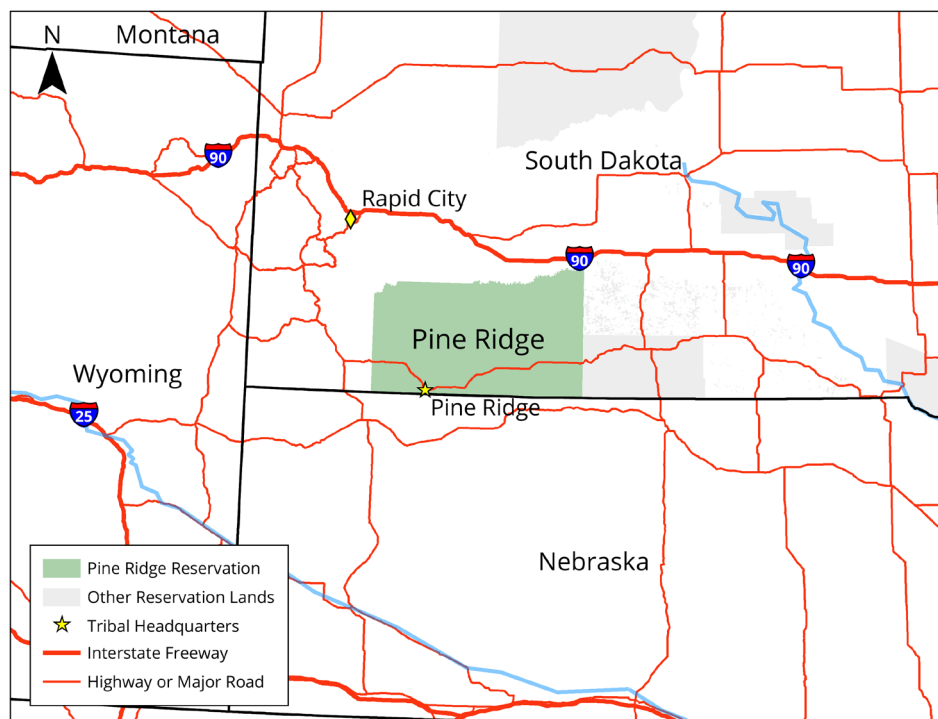 N
Montana
90
South Dakota
Rapid City
90
90
Pine Ridge
Wyoming
25
Pine Ridge
Nebraska
Pine Ridge Reservation
Other Reservation Lands
Tribal Headquarters
Interstate Freeway
Highway or Major Road